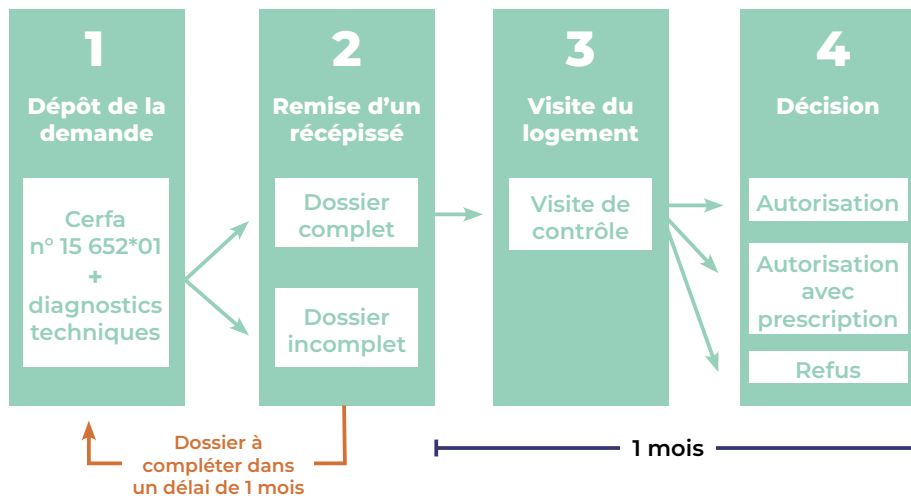 1
Dépôt de la
demande
Cerfa
n° 15 652*01
+
diagnostics
techniques
2
Remise d’un
récépissé
Dossier
complet
Dossier
incomplet
3
Visite du
logement
Visite de
contrôle
4
Décision
Autorisation
Autorisation
avec
prescription
Refus
Dossier à
compléter dans
un délai de 1 mois
1 mois